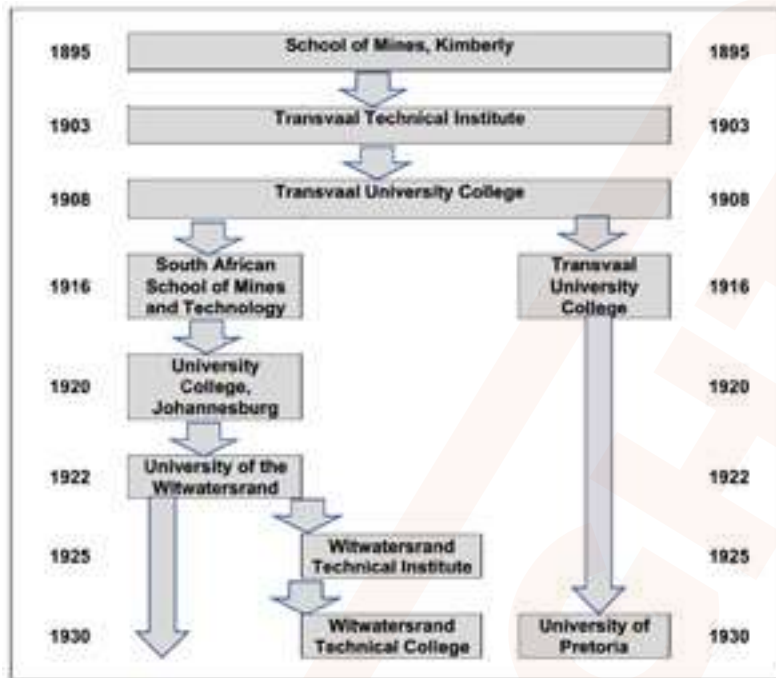 1895 School of Mines, Kimberly 1895
1903 Transvaal Technical Institute 1903
1908 Transvaal University College 1908
South African Transvaal
1916 School of Mines University 1916
and Technology College
University
1920 College, 1920
Johannesburg
1922 University of the 1922
Witwatersrand
1925 Witwatersrand 1925
Technical Institute
1930 Witwatersrand University of 1930
Technical College Pretoria